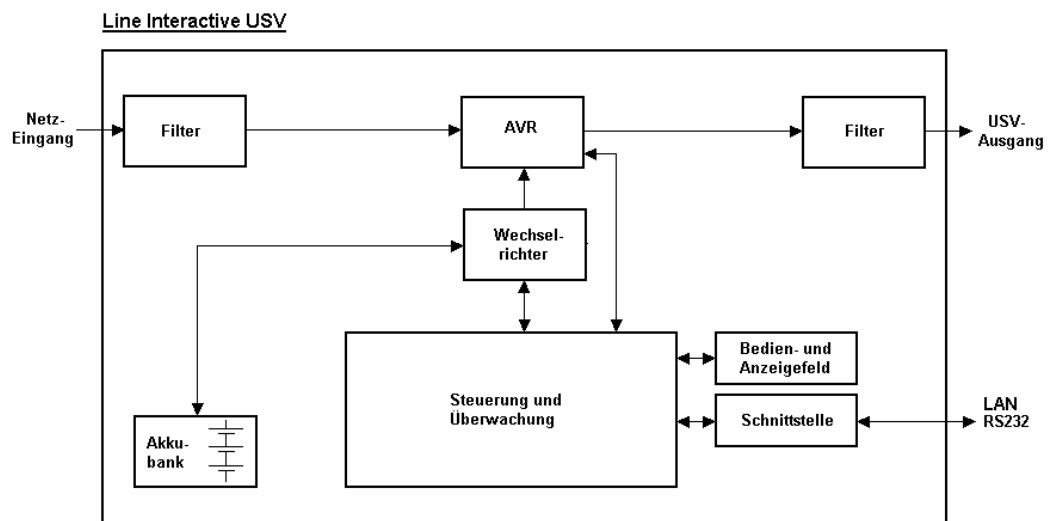 Line Interactive USV
Netz-
Eingang
Filter
AVR
Filter
USV-
Ausgang
Wechsel-
richter
Steuerung und
Überwachung
Bedien- und
Anzeigefeld
Schnittstelle
LAN
RS232
Akku-
bank